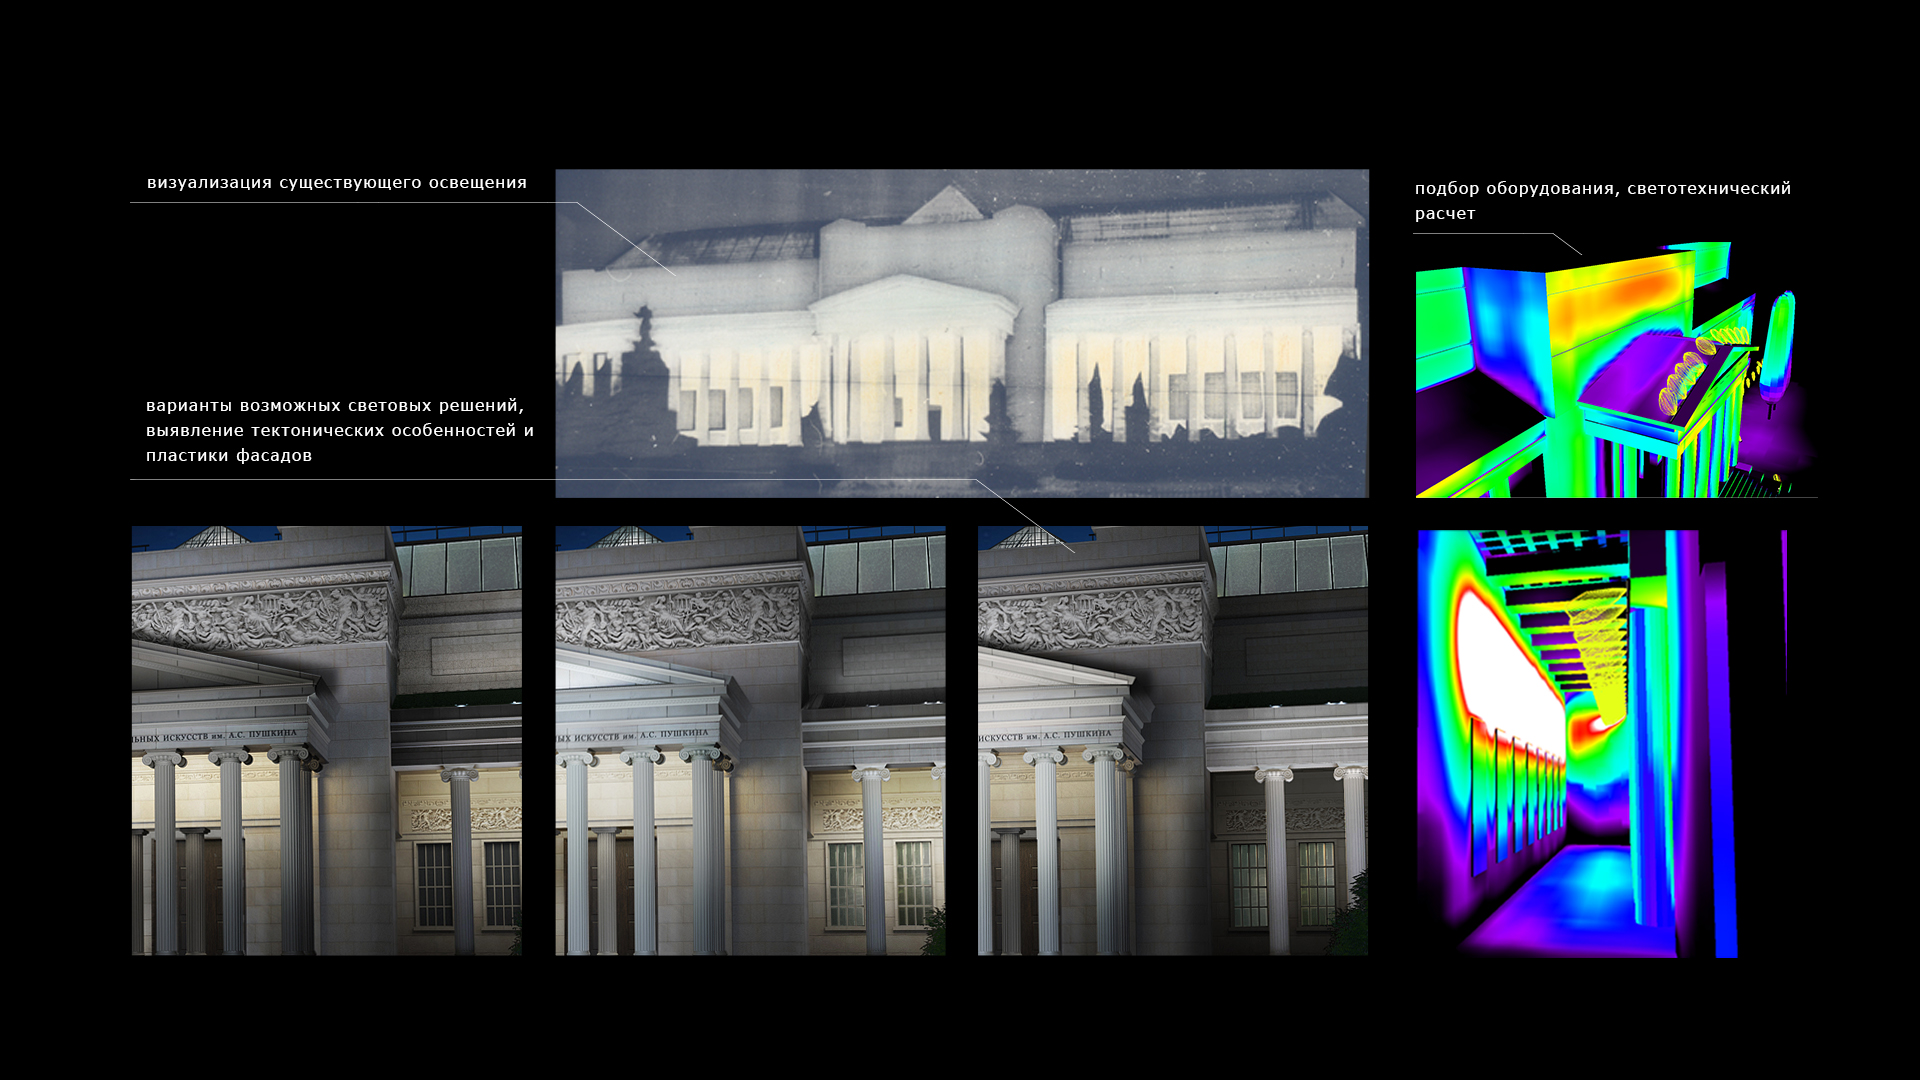 визуализация существующего освещения
подбор оборудования, светотехнический
расчет
варианты возможных световых решений,
выявление тектонических особенностей и
пластики фасадов
ЛЬНЫХ ИСКУССТВ им. А.С. ПУШКИНА
ЫХ ИСКУССТВ им. А.С. ПУШКИНА
ИСКУССТВ им. А.С. ПУШКИНА